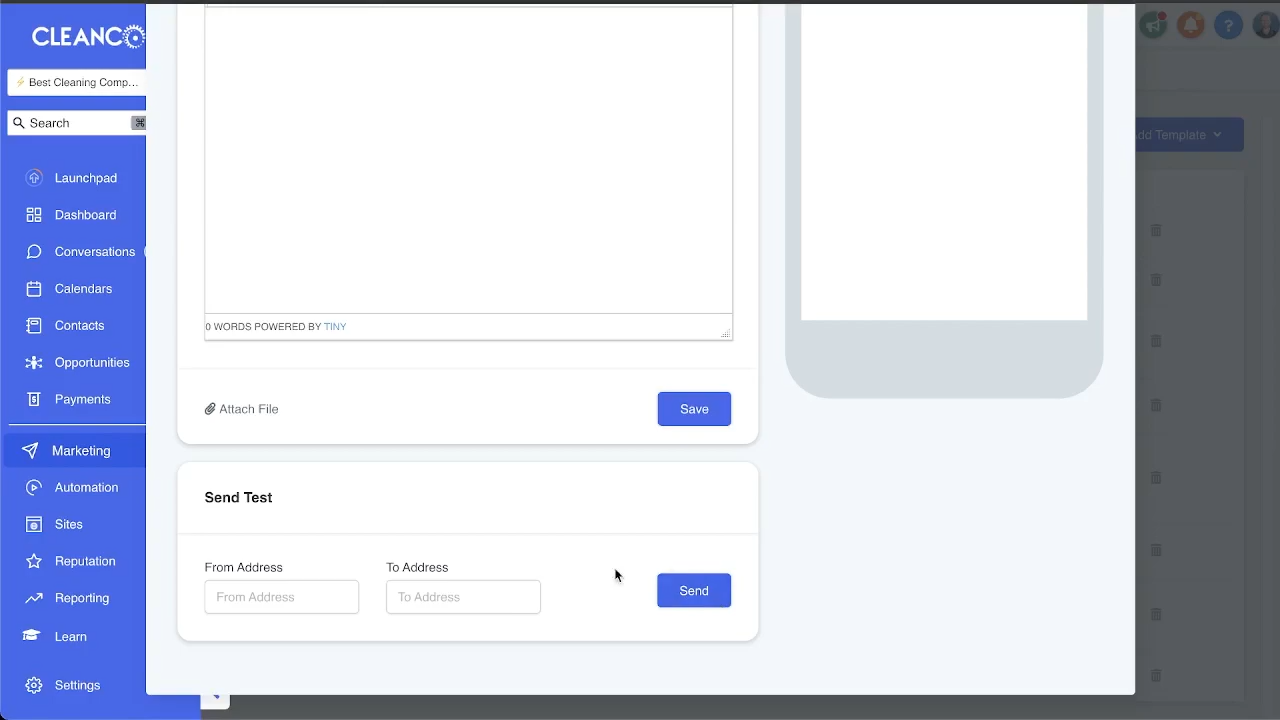 CLEANCO
Best Cleaning Comp...
Search
⌘
Launchpad
Dashboard
Conversations
Calendars
Contacts
Opportunities
Payments
Marketing
Automation
Sites
Reputation
Reporting
Learn
Settings
0 WORDS POWERED BY TINY
Attach File
Save
Send Test
From Address
To Address
From Address
To Address
Send
?
dd Template